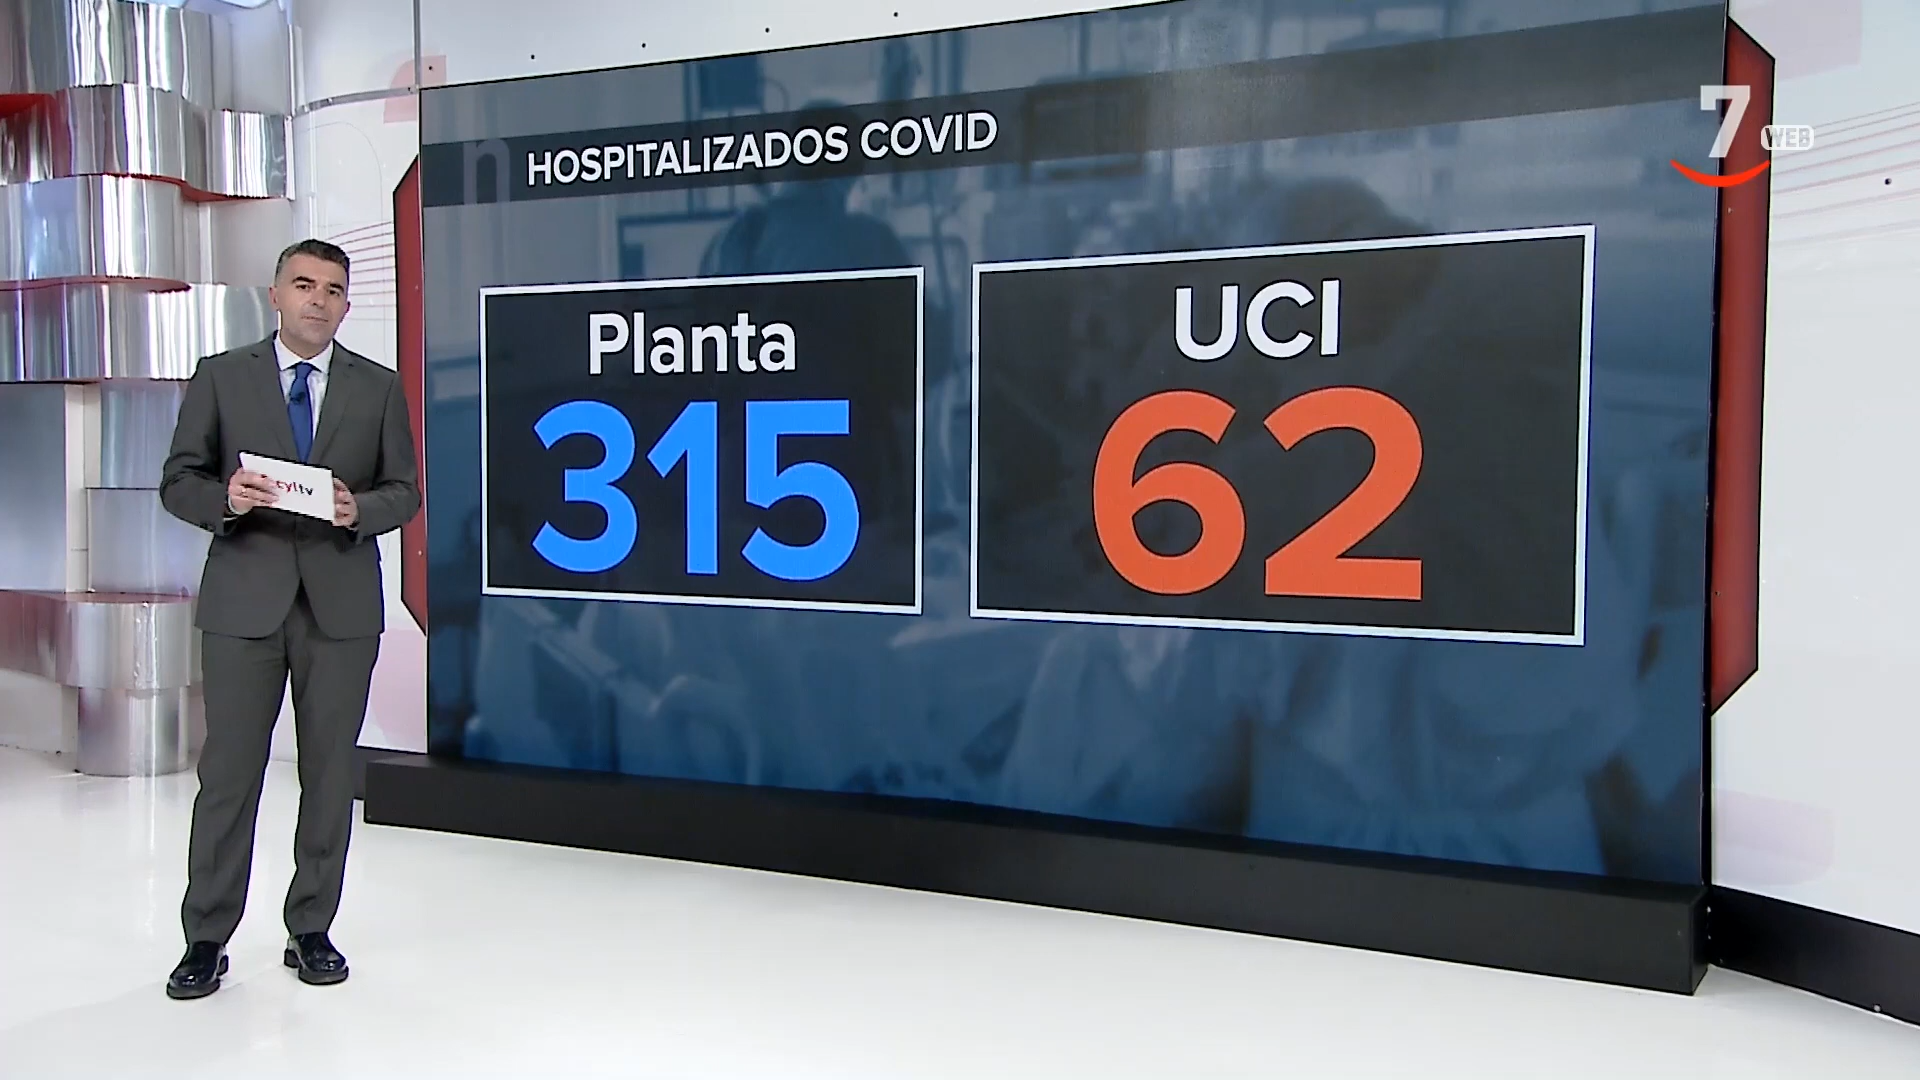 HOSPITALIZADOS COVID
Planta
315
UCI
62
7
WEB
cyltv
n